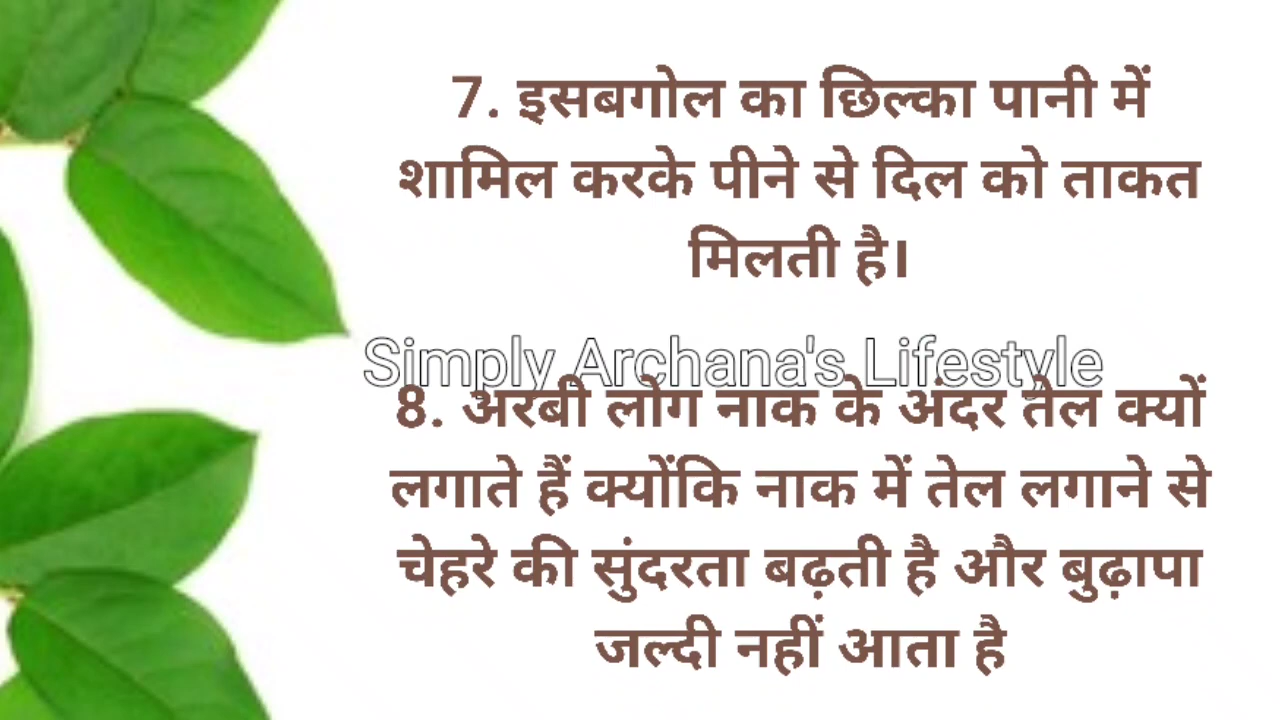 7. इसबगोल का छिल्का पानी में
शामिल करके पीने से दिल को ताकत
मिलती है।
Simply Archana's Lifestyle
8. अरबी लोग नाक के अंदर तेल क्यों
लगाते हैं क्योंकि नाक में तेल लगाने से
चेहरे की सुंदरता बढ़ती है और बुढ़ापा
जल्दी नहीं आता है